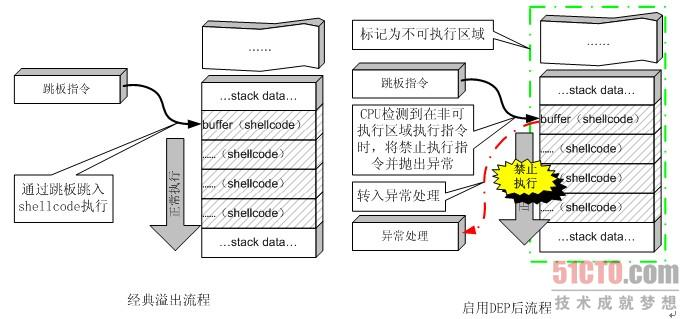 ……
跳板指令
…stack data…
buffer（shellcode）
……（shellcode）
……（shellcode）
……（shellcode）
……（shellcode）
…stack data…
通过跳板跳入
shellcode执行
正常执行
经典溢出流程
标记为不可执行区域
……
跳板指令
…stack data…
buffer（shellcode）
……（shellcode）
……（shellcode）
……（shellcode）
……（shellcode）
…stack data…
CPU检测到在非可
执行区域执行指令
时，将禁止执行指
令并抛出异常
禁止
执行
转入异常处理
异常处理
启用DEP后流程
51CTO.com
技术成就梦想